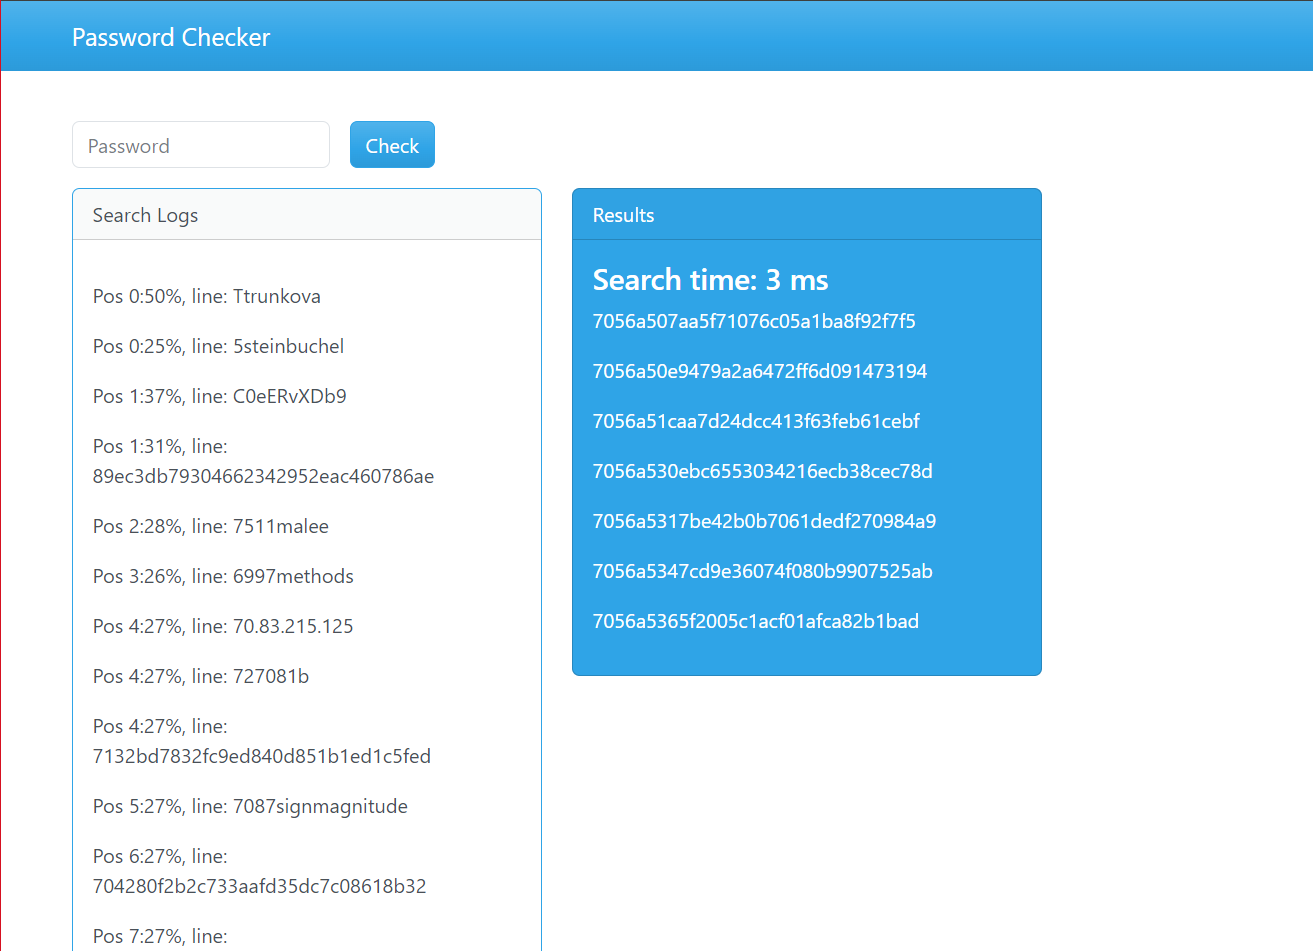 Password Checker
Password
Check
Search Logs
Pos 0:50%, line: Ttrunkova
Pos 0:25%, line: 5steinbuchel
Pos 1:37%, line: C0eERvXDb9
Pos 1:31%, line:
89ec3db79304662342952eac460786ae
Pos 2:28%, line: 7511malee
Pos 3:26%, line: 6997methods
Pos 4:27%, line: 70.83.215.125
Pos 4:27%, line: 727081b
Pos 4:27%, line:
7132bd7832fc9ed840d851b1ed1c5fed
Pos 5:27%, line: 7087signmagnitude
Pos 6:27%, line:
704280f2b2c733aafd35dc7c08618b32
Pos 7:27%, line:
Results
Search time: 3 ms
7056a507aa5f71076c05a1ba8f92f7f5
7056a50e9479a2a6472ff6d091473194
7056a51caa7d24dcc413f63feb61cebf
7056a530ebc6553034216ecb38cec78d
7056a5317be42b0b7061dedf270984a9
7056a5347cd9e36074f080b9907525ab
7056a5365f2005c1acf01afca82b1bad